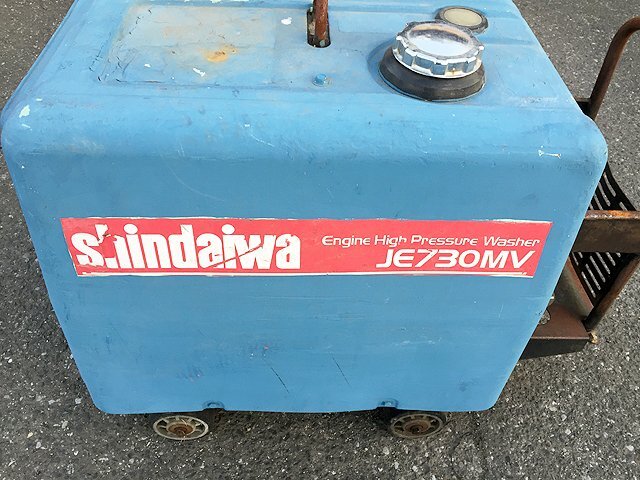 shindaiwa
Engine High Pressure Washer
JE730MV